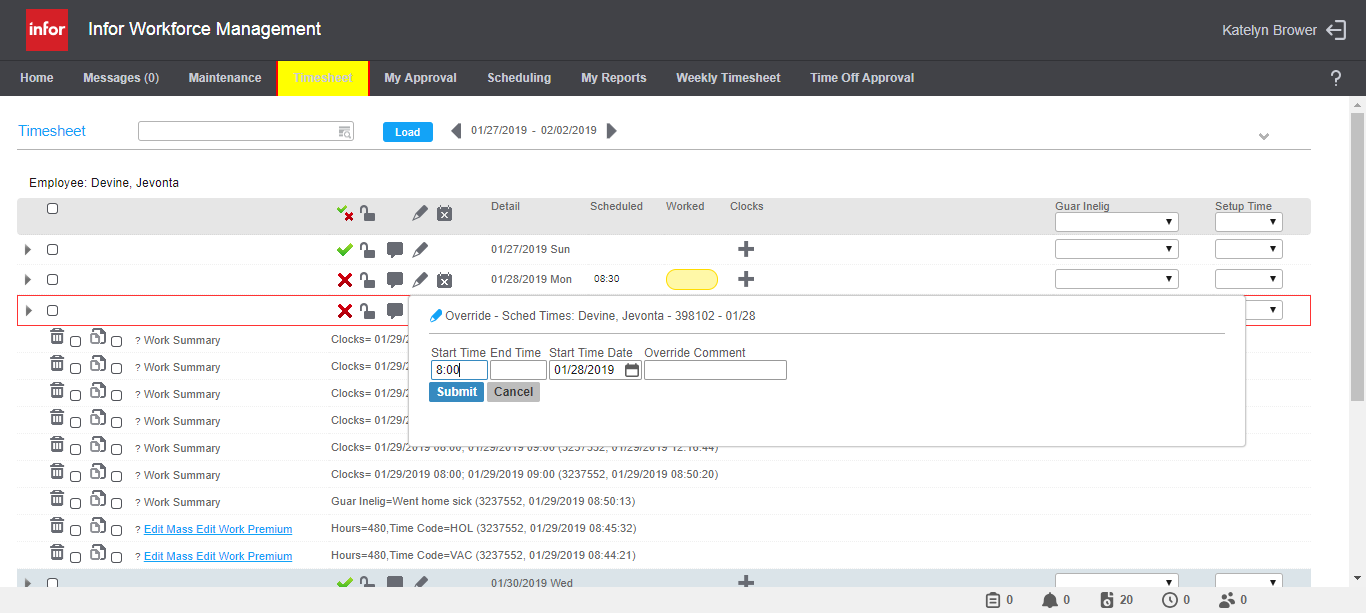 infor Infor Workforce Management Katelyn Brower
Home Messages (0) Maintenance Timesheet My Approval Scheduling My Reports Weekly Timesheet Time Off Approval ?
Timesheet Load 01/27/2019 - 02/02/2019
Employee: Devine, Jevonta
Detail Scheduled Worked Clocks Guar Inelig Setup Time
01/27/2019 Sun
01/28/2019 Mon 08:30
Override - Sched Times: Devine, Jevonta - 398102 - 01/28
Start Time End Time Start Time Date Override Comment
8:00 01/28/2019
Submit Cancel
? Work Summary Clocks= 01/29/2
? Work Summary Clocks= 01/29/2
? Work Summary Clocks= 01/29/2
? Work Summary Clocks= 01/29/2
? Work Summary Clocks= 01/29/2019 08:00; 01/29/2019 09:00 (3237552, 01/29/2019 12:16:44)
? Work Summary Clocks= 01/29/2019 08:00; 01/29/2019 09:00 (3237552, 01/29/2019 08:50:20)
? Work Summary Guar Inelig=Went home sick (3237552, 01/29/2019 08:50:13)
? Edit Mass Edit Work Premium Hours=480,Time Code=HOL (3237552, 01/29/2019 08:45:32)
? Edit Mass Edit Work Premium Hours=480,Time Code=VAC (3237552, 01/29/2019 08:44:21)
01/30/2019 Wed
0 0 20 0 0